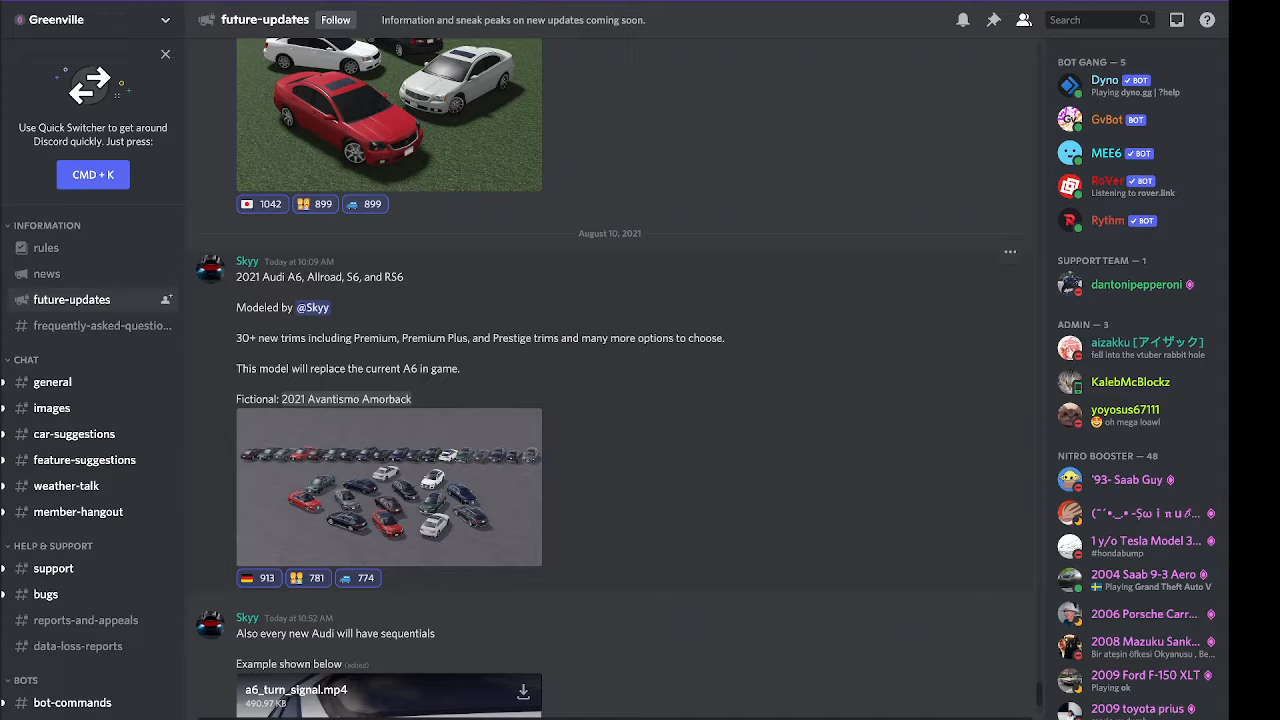 Greenville
future-updates
Follow
Information and sneak peaks on new updates coming soon.
Search
Use Quick Switcher to get around
Discord quickly. Just press:
CMD + K
INFORMATION
rules
news
future-updates
frequently-asked-questio...
CHAT
general
images
car-suggestions
feature-suggestions
weather-talk
member-hangout
HELP & SUPPORT
support
bugs
reports-and-appeals
data-loss-reports
BOTS
bot-commands
1042
899
899
August 10, 2021
Skyy Today at 10:09 AM
2021 Audi A6, Allroad, S6, and RS6
Modeled by @Skyy
30+ new trims including Premium, Premium Plus, and Prestige trims and many more options to choose.
This model will replace the current A6 in game.
Fictional: 2021 Avantismo Amorback
913
781
774
Skyy Today at 10:52 AM
Also every new Audi will have sequentials
Example shown below (edited)
a6_turn_signal.mp4
490.97 KB
BOT GANG — 5
Dyno BOT
Playing dyno.gg | ?help
GvBot BOT
MEE6 BOT
RoVer BOT
Listening to rover.link
Rythm BOT
SUPPORT TEAM — 1
dantonipepperoni
ADMIN — 3
aizakku [アイザック]
fell into the vtuber rabbit hole
KalebMcBlockz
yoyosus67111
oh mega loawl
NITRO BOOSTER — 48
'93- Saab Guy
1 y/o Tesla Model 3...
#hondabump
2004 Saab 9-3 Aero
Playing Grand Theft Auto V
2006 Porsche Carr...
2008 Mazuku Sank...
Bir ateşin öfkesi Okyanusu , Be...
2009 Ford F-150 XLT
Playing ok
2009 toyota prius